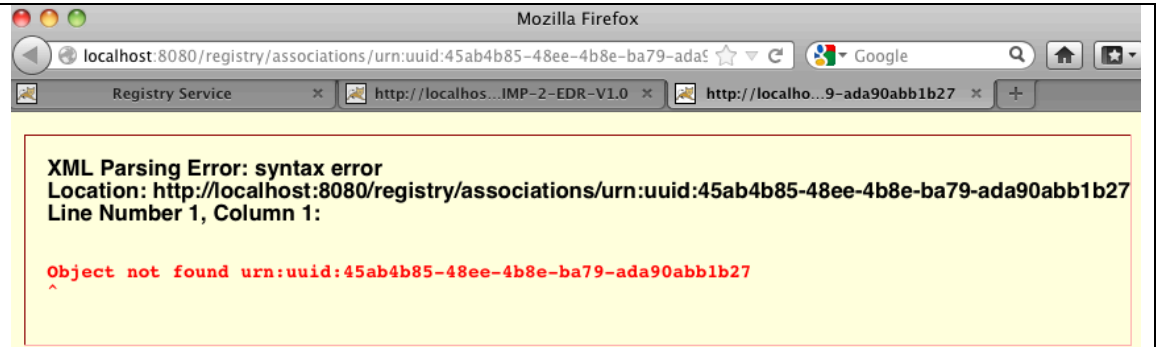 Mozilla Firefox
localhost:8080/registry/associations/urn:uuid:45ab4b85-48ee-4b8e-ba79-ada9
Google
Registry Service
http://localhos...IMP-2-EDR-V1.0
http://localho...9-ada90abb1b27
XML Parsing Error: syntax error
Location: http://localhost:8080/registry/associations/urn:uuid:45ab4b85-48ee-4b8e-ba79-ada90abb1b27
Line Number 1, Column 1:
Object not found urn:uuid:45ab4b85-48ee-4b8e-ba79-ada90abb1b27
^